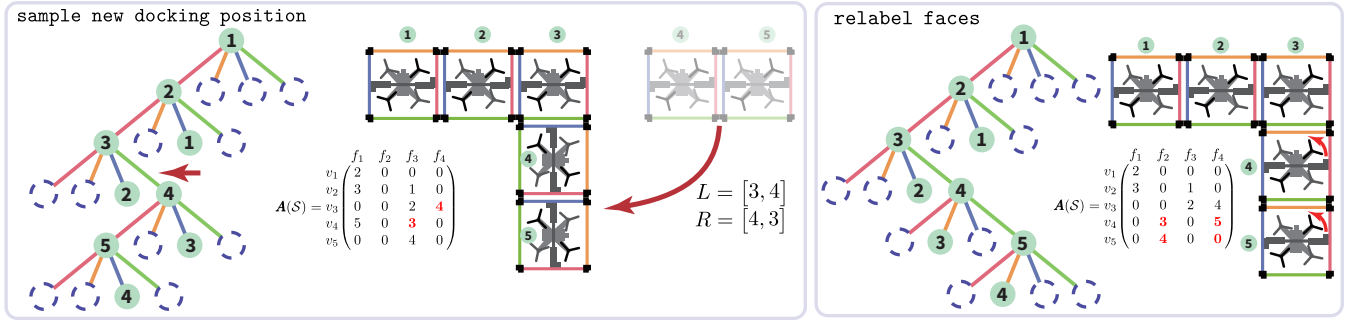 sample new docking position
1
2
3
1
3
2
4
5
3
4
1 2 3 4 5
4
5
f1 f2 f3 f4
v1 2 0 0 0
v2 3 0 1 0
A(S) = v3 0 0 2 4
v4 5 0 3 0
v5 0 0 4 0
L = [3, 4]
R = [4, 3]
relabel faces
1
2
3
1
2
4
3
5
4
1 2 3
4
5
f1 f2 f3 f4
v1 2 0 0 0
v2 3 0 1 0
A(S) = v3 0 0 2 4
v4 0 3 0 5
v5 0 4 0 0